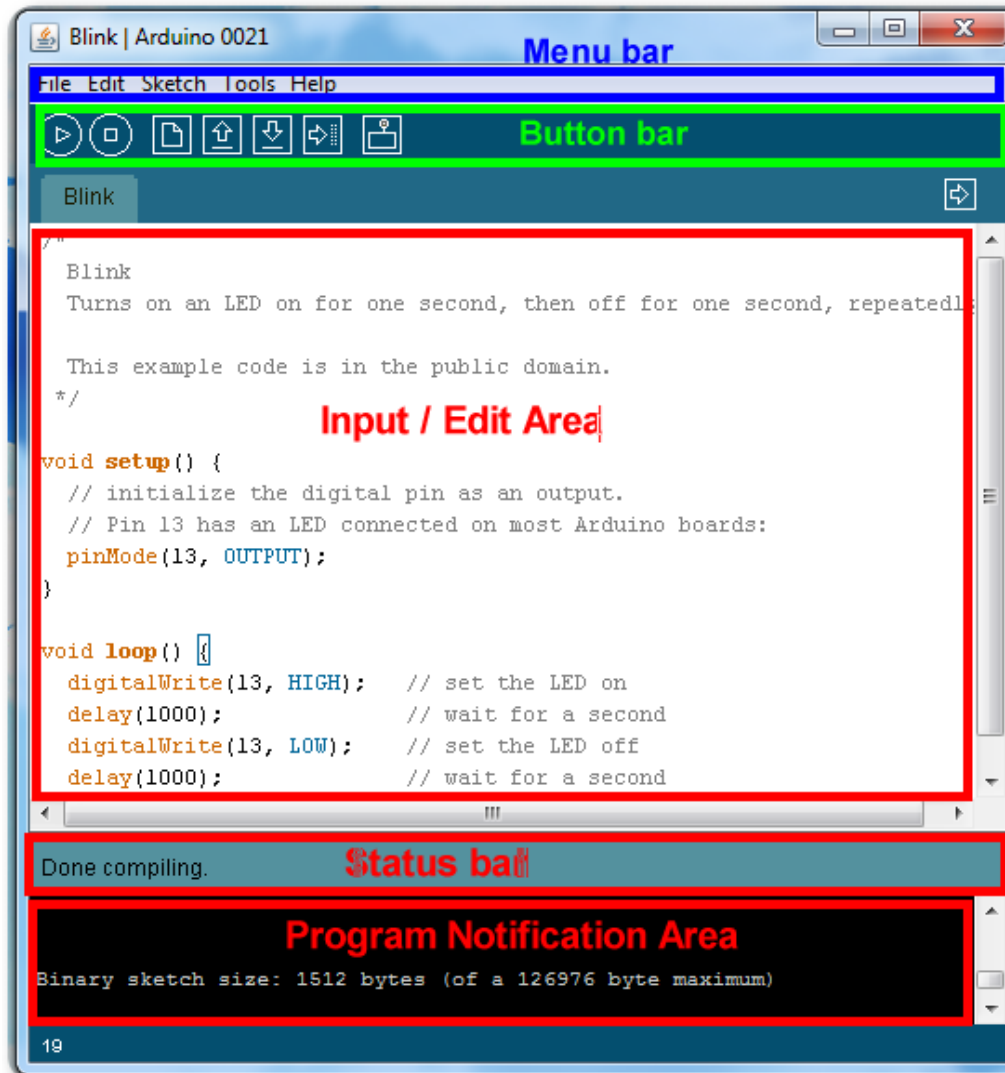 Blink | Arduino 0021
Menu bar
File Edit Sketch Tools Help
Button bar
Blink
/*
Blink
Turns on an LED on for one second, then off for one second, repeatedly
This example code is in the public domain.
*/
Input / Edit Area
void setup() {
// initialize the digital pin as an output.
// Pin 13 has an LED connected on most Arduino boards:
pinMode(13, OUTPUT);
}
void loop() {
digitalWrite(13, HIGH); // set the LED on
delay(1000); // wait for a second
digitalWrite(13, LOW); // set the LED off
delay(1000); // wait for a second
Done compiling.
Status bar
Program Notification Area
Binary sketch size: 1512 bytes (of a 126976 byte maximum)
19